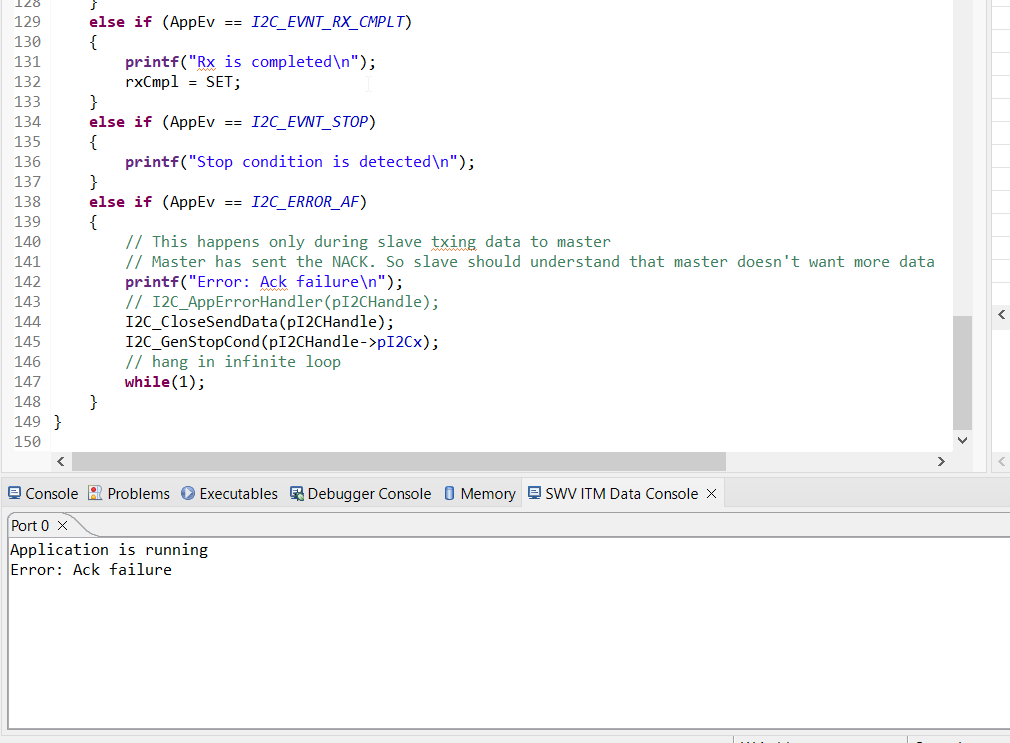 128 }
129 else if (AppEv == I2C_EVNT_RX_CMPLT)
130 {
131 printf("Rx is completed\n");
132 rxCmpl = SET;
133 }
134 else if (AppEv == I2C_EVNT_STOP)
135 {
136 printf("Stop condition is detected\n");
137 }
138 else if (AppEv == I2C_ERROR_AF)
139 {
140 // This happens only during slave txing data to master
141 // Master has sent the NACK. So slave should understand that master doesn't want more data
142 printf("Error: Ack failure\n");
143 // I2C_AppErrorHandler(pI2CHandle);
144 I2C_CloseSendData(pI2CHandle);
145 I2C_GenStopCond(pI2CHandle->pI2Cx);
146 // hang in infinite loop
147 while(1);
148 }
149 }
150
Console Problems Executables Debugger Console Memory SWV ITM Data Console
Port 0
Application is running
Error: Ack failure